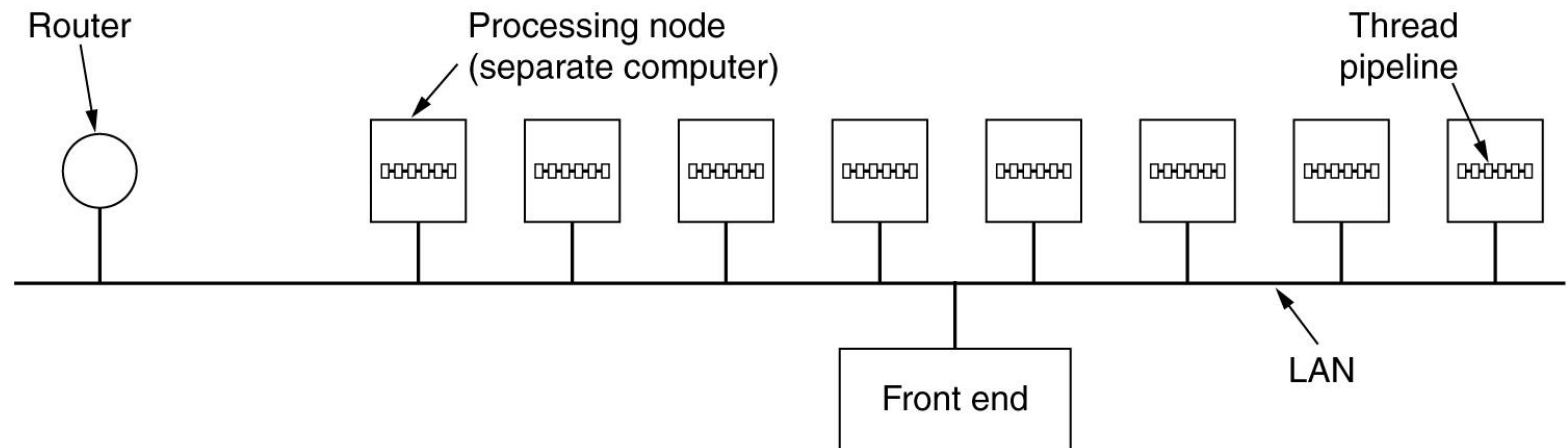 Router
Processing node
(separate computer)
Thread
pipeline
LAN
Front end